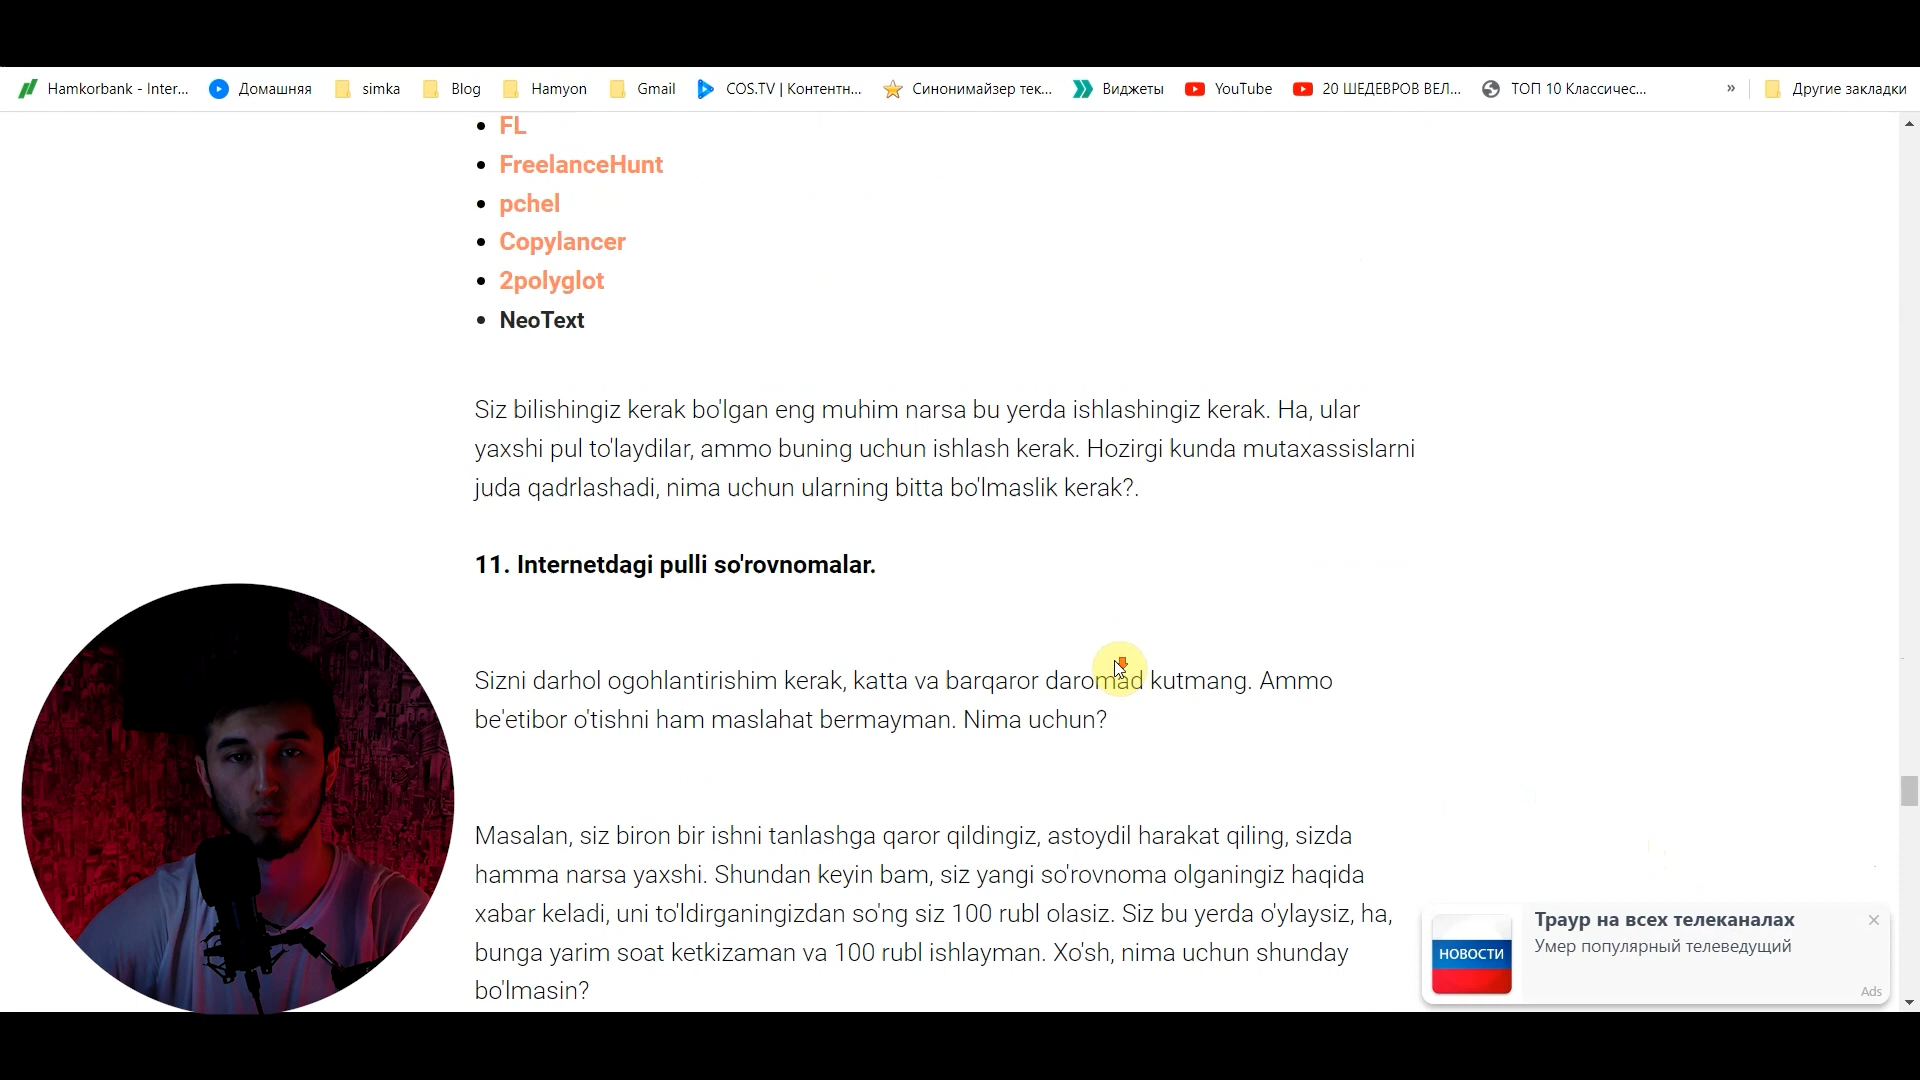 Hamkorbank - Inter...
Домашняя
simka
Blog
Hamyon
Gmail
COS.TV | Контентн...
Синонимайзер тек...
Виджеты
YouTube
20 ШЕДЕВРОВ ВЕЛ...
ТОП 10 Классичес...
»
Другие закладки
• FL
• FreelanceHunt
• pchel
• Copylancer
• 2polyglot
• NeoText
Siz bilishingiz kerak bo'lgan eng muhim narsa bu yerda ishlashingiz kerak. Ha, ular
yaxshi pul to'laydilar, ammo buning uchun ishlash kerak. Hozirgi kunda mutaxassislarni
juda qadrlashadi, nima uchun ularning bitta bo'lmaslik kerak?.
11. Internetdagi pulli so'rovnomalar.
Sizni darhol ogohlantirishim kerak, katta va barqaror daromad kutmang. Ammo
be'etibor o'tishni ham maslahat bermayman. Nima uchun?
Masalan, siz biron bir ishni tanlashga qaror qildingiz, astoydil harakat qiling, sizda
hamma narsa yaxshi. Shundan keyin bam, siz yangi so'rovnoma olganingiz haqida
xabar keladi, uni to'ldirganingizdan so'ng siz 100 rubl olasiz. Siz bu yerda o'ylaysiz, ha,
bunga yarim soat ketkizaman va 100 rubl ishlayman. Xo'sh, nima uchun shunday
bo'lmasin?
НОВОСТИ
Траур на всех телеканалах
Умер популярный телеведущий
Ads